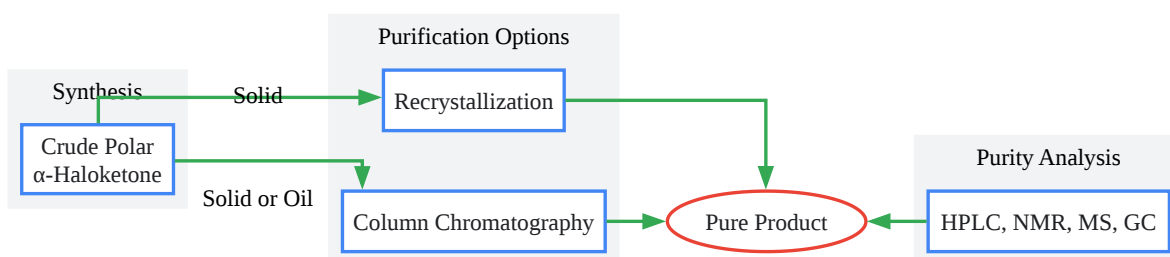 Purification Options
Synthesis
Solid
Recrystallization
Crude Polar
α-Haloketone
Solid or Oil
Column Chromatography
Pure Product
Purity Analysis
HPLC, NMR, MS, GC